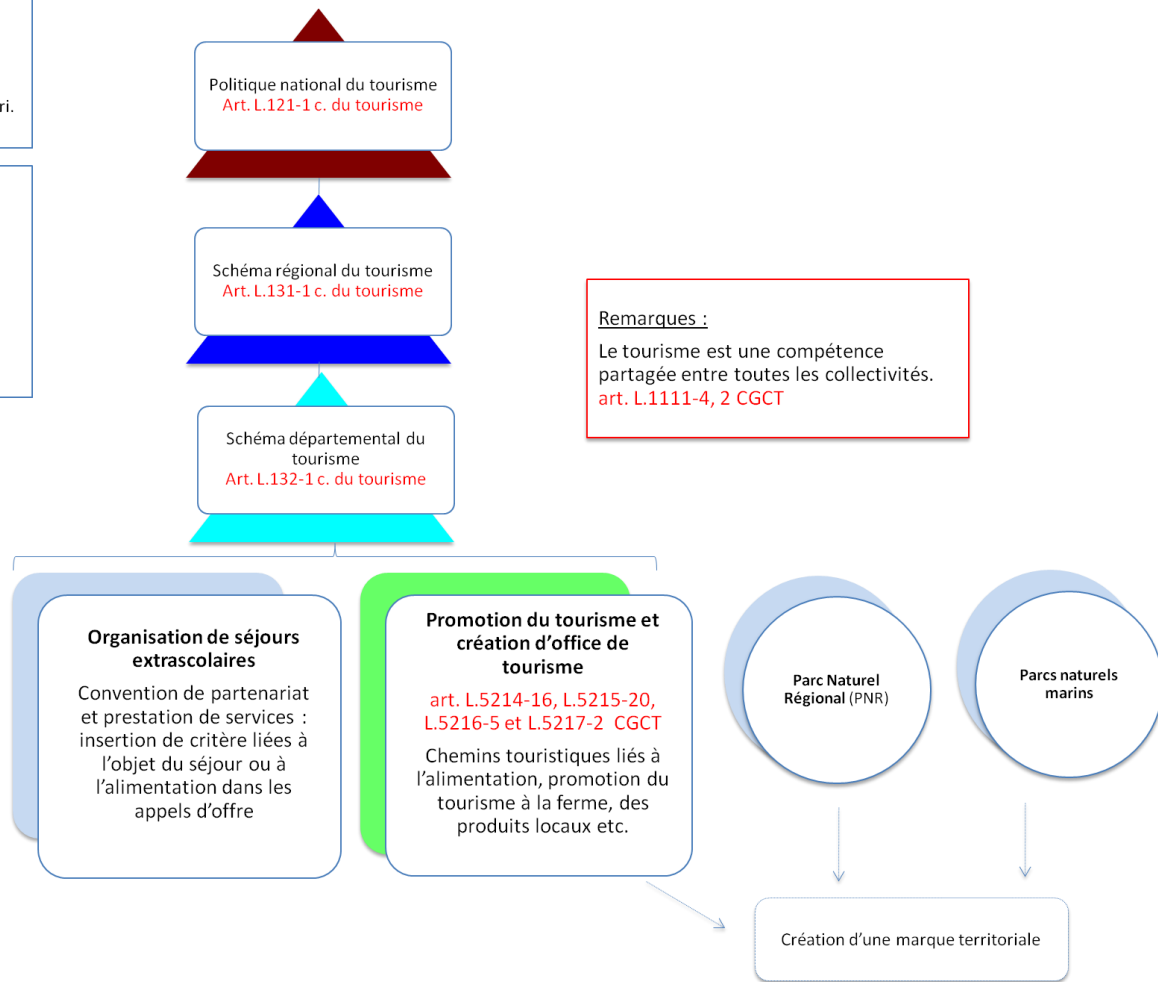 ri.
Politique national du tourisme
Art. L.121-1 c. du tourisme
Schéma régional du tourisme
Art. L.131-1 c. du tourisme
Remarques :
Le tourisme est une compétence
partagée entre toutes les collectivités.
art. L.1111-4, 2 CGCT
Schéma départemental du
tourisme
Art. L.132-1 c. du tourisme
Organisation de séjours
extrascolaires
Convention de partenariat
et prestation de services :
insertion de critère liées à
l’objet du séjour ou à
l’alimentation dans les
appels d’offre
Promotion du tourisme et
création d’office de
tourisme
art. L.5214-16, L.5215-20,
L.5216-5 et L.5217-2 CGCT
Chemins touristiques liés à
l’alimentation, promotion du
tourisme à la ferme, des
produits locaux etc.
Parc Naturel
Régional (PNR)
Parcs naturels
marins
Création d’une marque territoriale